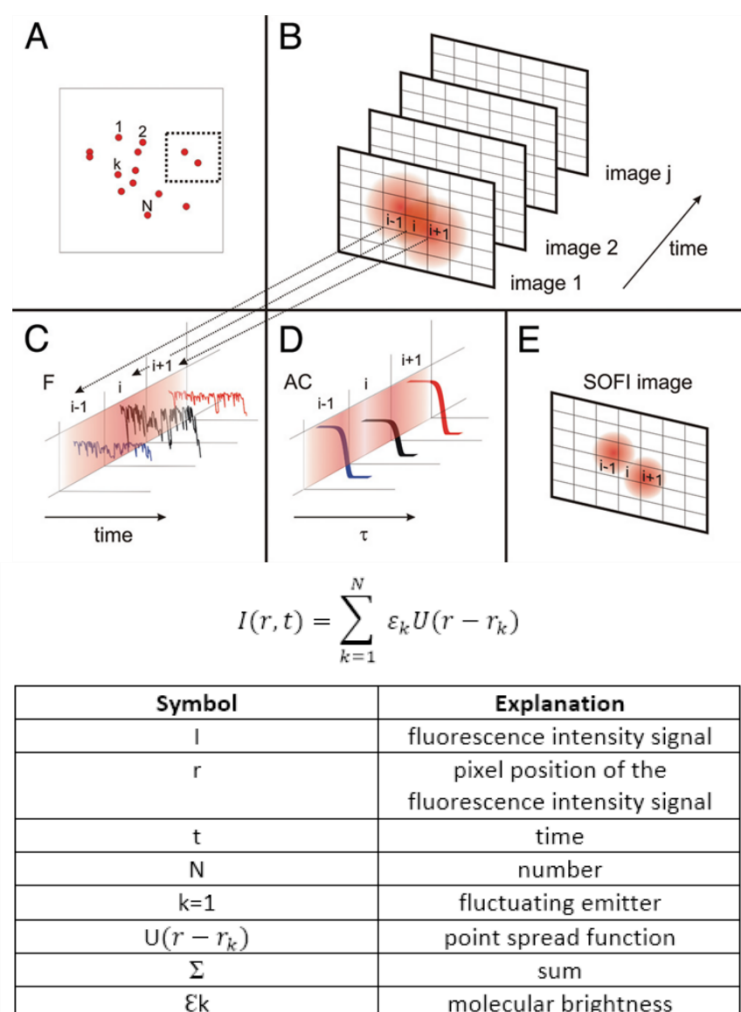 A
1
2
k
N
B
i-1 i i+1
image 1
image 2
image j
time
C
F
i-1
i
i+1
time
D
AC
i-1
i
i+1
τ
E
SOFI image
i-1 i i+1
I(r, t) = \sum_{k=1}^{N} ε_k U(r − r_k)
Symbol Explanation
I fluorescence intensity signal
r pixel position of the
fluorescence intensity signal
t time
N number
k=1 fluctuating emitter
U(r − r_k) point spread function
Σ sum
Ɛk molecular brightness